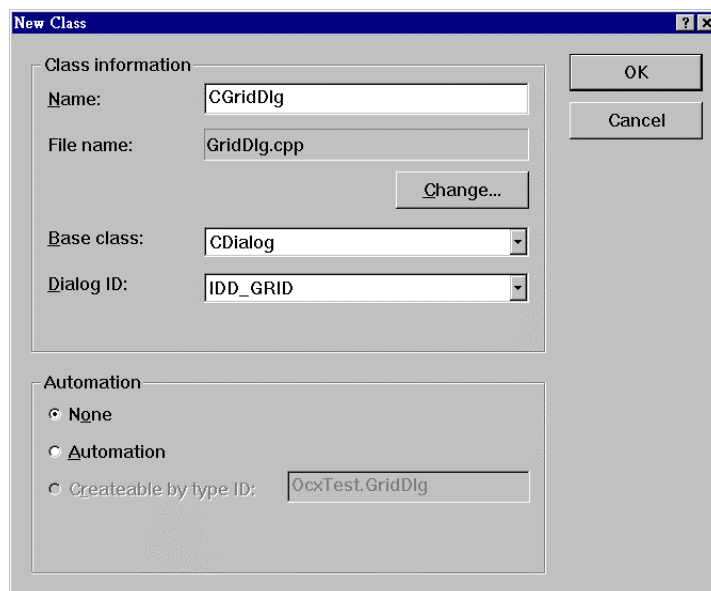 New Class
Class information
Name: CGridDlg
File name: GridDlg.cpp
Change...
Base class: CDialog
Dialog ID: IDD_GRID
Automation
None
Automation
Createable by type ID: OcxTest.GridDlg
OK
Cancel